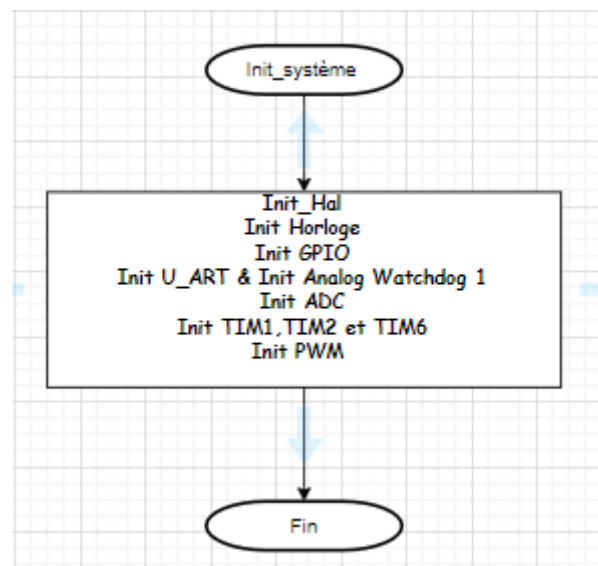 Init_système
Init_Hal
Init Horloge
Init GPIO
Init U_ART & Init Analog Watchdog 1
Init ADC
Init TIM1,TIM2 et TIM6
Init PWM
Fin